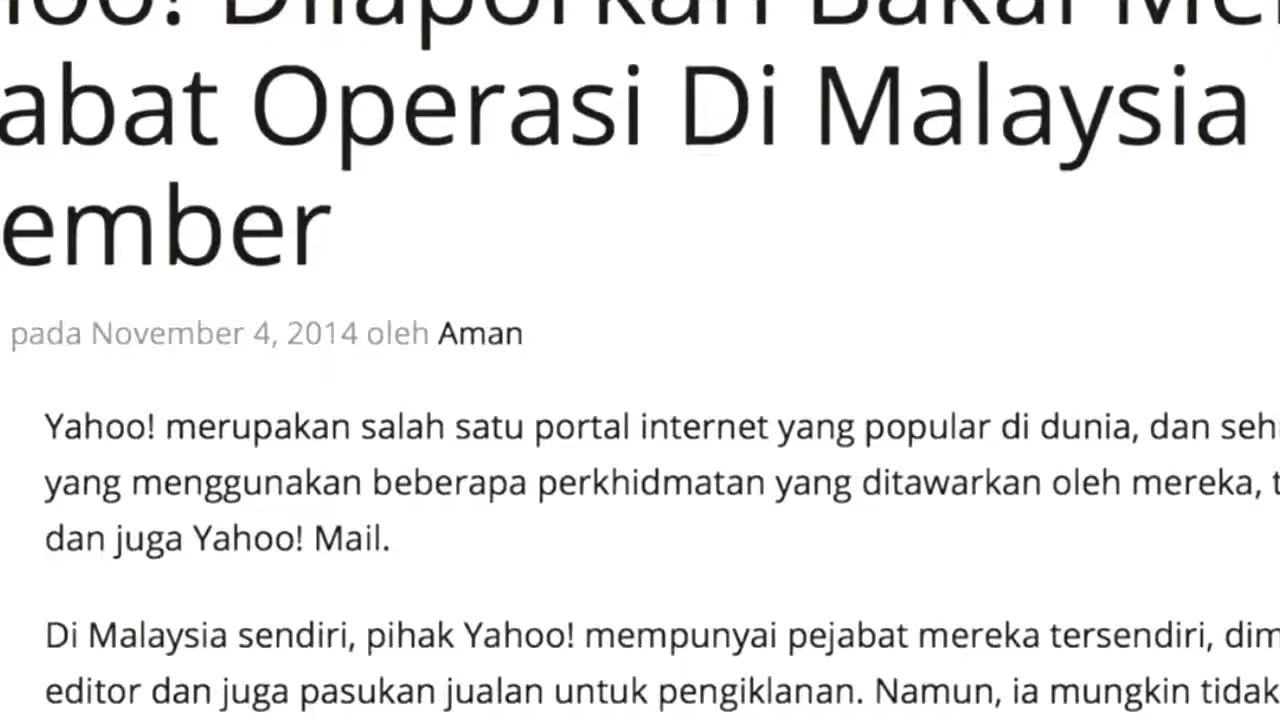 Dilaporkan Bakal
abat Operasi Di Malaysia
ember
pada November 4, 2014 oleh Aman
Yahoo! merupakan salah satu portal internet yang popular di dunia, dan seh
yang menggunakan beberapa perkhidmatan yang ditawarkan oleh mereka, t
dan juga Yahoo! Mail.
Di Malaysia sendiri, pihak Yahoo! mempunyai pejabat mereka tersendiri, dim
editor dan juga pasukan jualan untuk pengiklanan. Namun, ia mungkin tidak